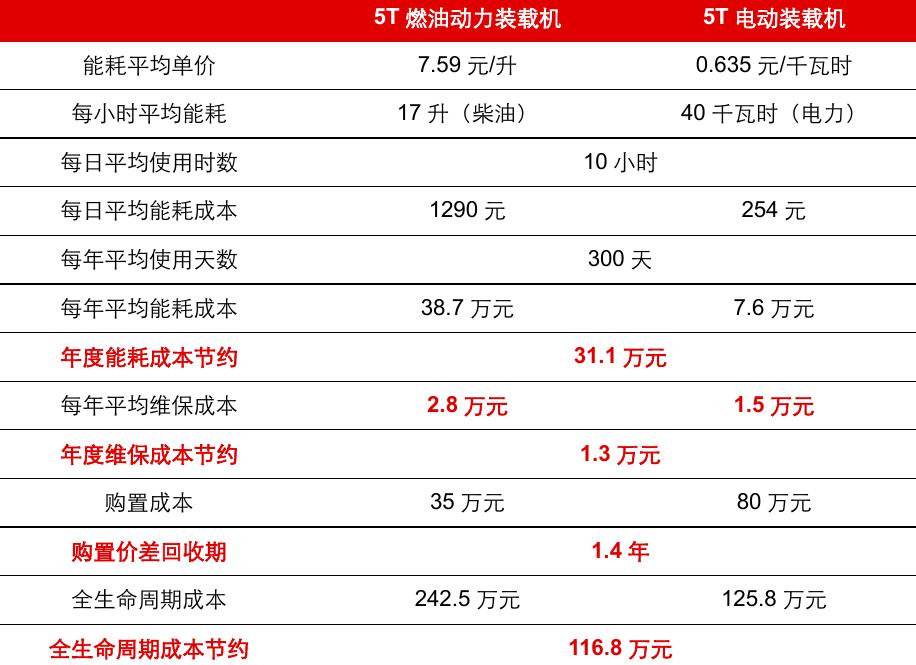 5T 燃油动力装载机 5T 电动装载机
能耗平均单价 7.59 元/升 0.635 元/千瓦时
每小时平均能耗 17 升（柴油） 40 千瓦时（电力）
每日平均使用时数 10 小时
每日平均能耗成本 1290 元 254 元
每年平均使用天数 300 天
每年平均能耗成本 38.7 万元 7.6 万元
年度能耗成本节约 31.1 万元
每年平均维保成本 2.8 万元 1.5 万元
年度维保成本节约 1.3 万元
购置成本 35 万元 80 万元
购置价差回收期 1.4 年
全生命周期成本 242.5 万元 125.8 万元
全生命周期成本节约 116.8 万元